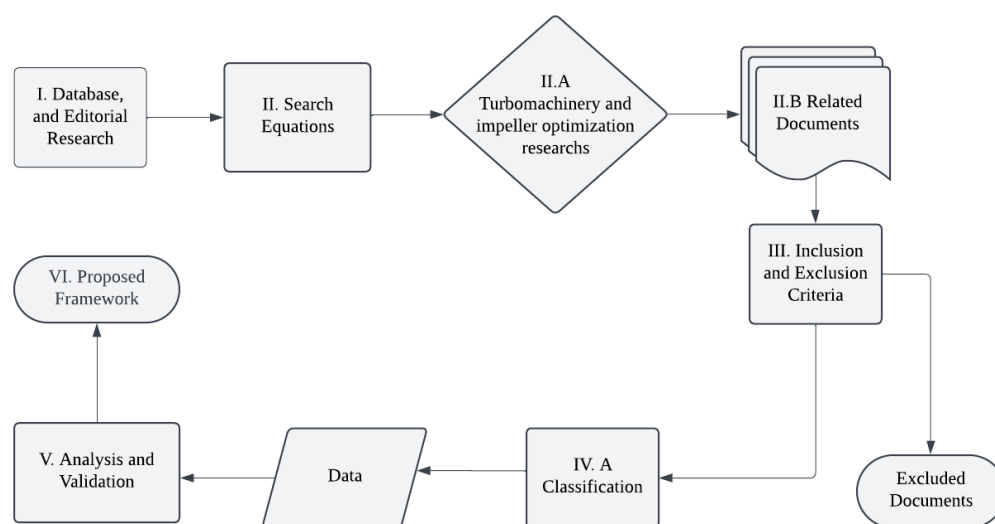 I. Database,
and Editorial
Research
II. Search
Equations
II.A
Turbomachinery and
impeller optimization
researchs
II.B Related
Documents
III. Inclusion
and Exclusion
Criteria
Excluded
Documents
IV. A
Classification
Data
V. Analysis and
Validation
VI. Proposed
Framework